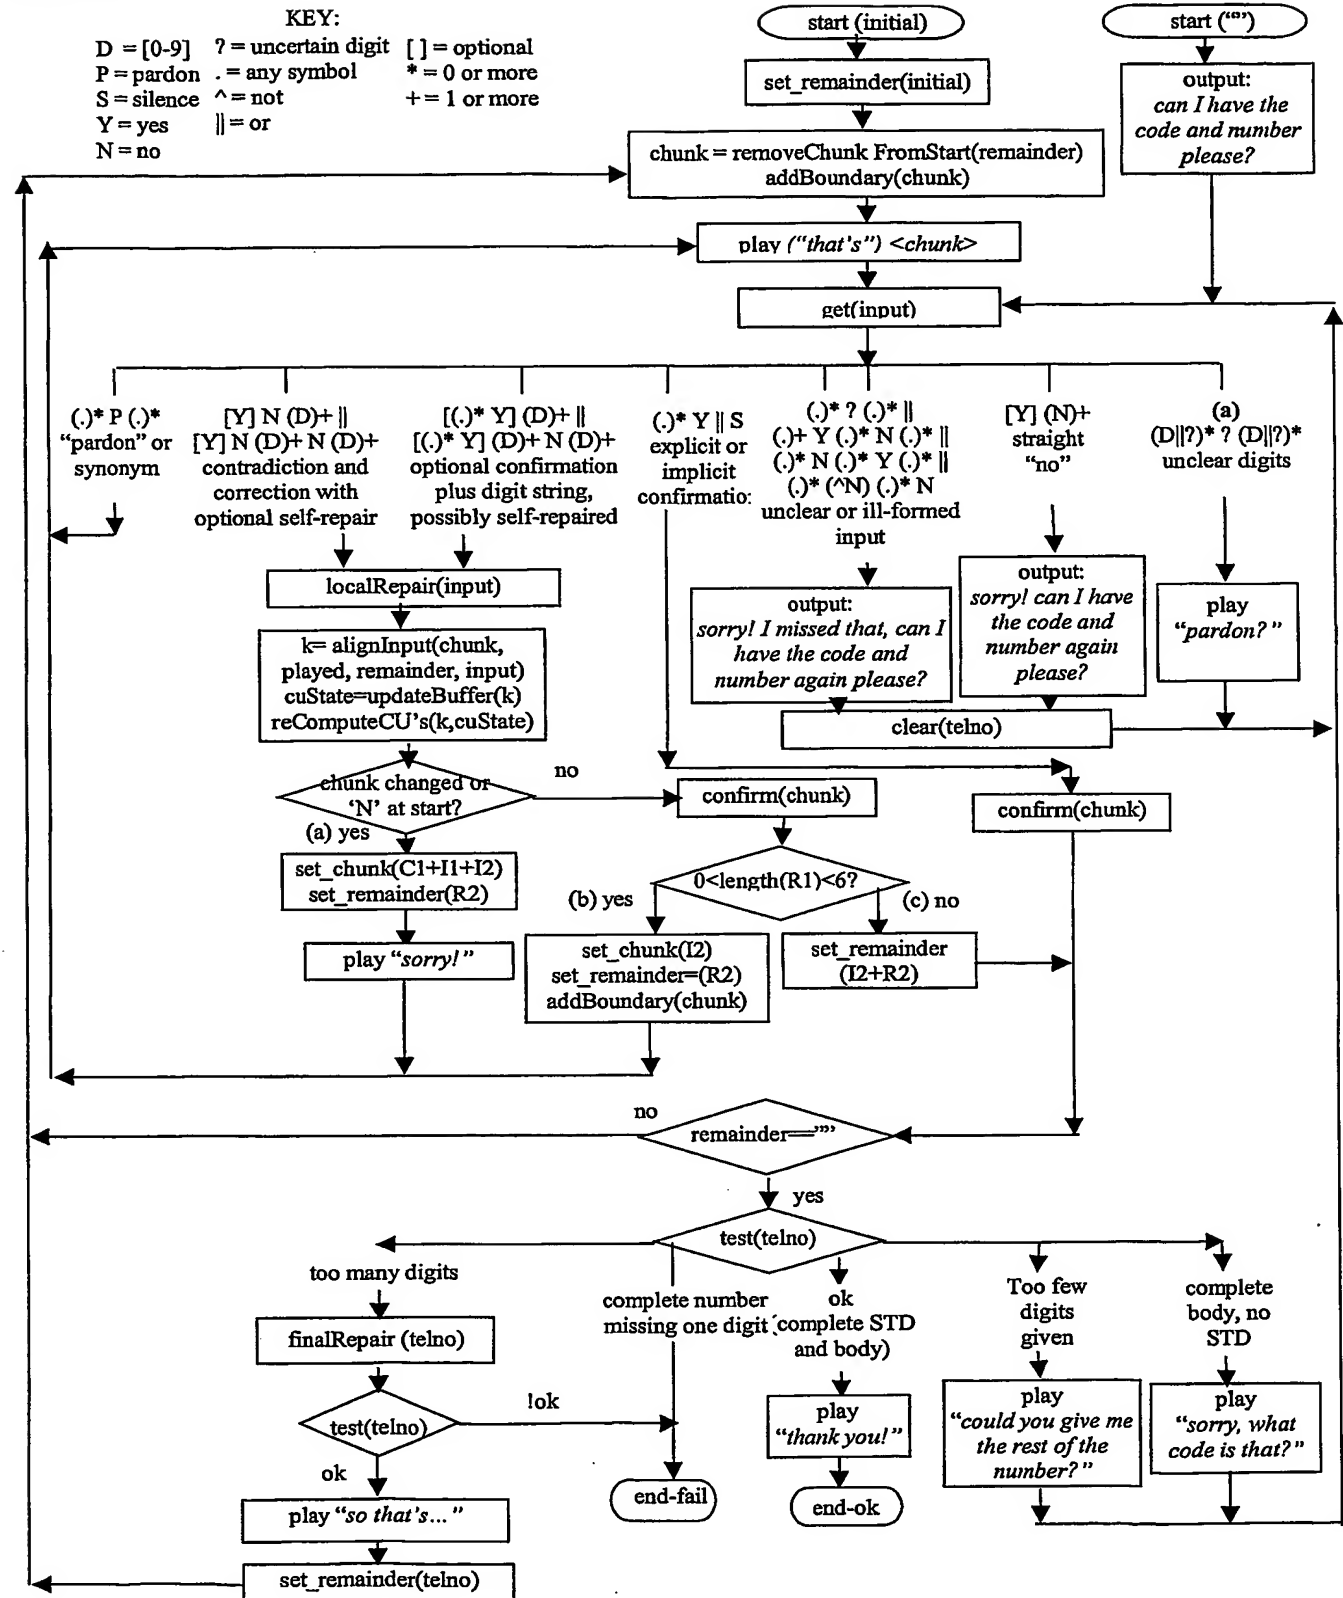 KEY:
D = [0-9] ? = uncertain digit [ ] = optional
P = pardon . = any symbol * = 0 or more
S = silence ^ = not + = 1 or more
Y = yes || = or
N = no
start (initial)
set_remainder(initial)
chunk = removeChunk FromStart(remainder)
addBoundary(chunk)
play ("that's") <chunk>
get(input)
start ("")
output:
can I have the
code and number
please?
(.)* P (.)*
"pardon" or
synonym
[Y] N (D)+ ||
[Y] N (D)+ N (D)+
contradiction and
correction with
optional self-repair
[(.)* Y] (D)+ ||
[(.)* Y] (D)+ N (D)+
optional confirmation
plus digit string,
possibly self-repaired
(.)* Y || S
explicit or
implicit
confirmatio:
(.)* ? (.)* ||
(.)+ Y (.)* N (.)* ||
(.)* N (.)* Y (.)* ||
(.)* (^N) (.)* N
unclear or ill-formed
input
[Y] (N)+
straight
"no"
(a)
(D||?)* ? (D||?)*
unclear digits
localRepair(input)
k= alignInput(chunk,
played, remainder, input)
cuState=updateBuffer(k)
reComputeCU's(k,cuState)
output:
sorry! I missed that, can I
have the code and
number again please?
output:
sorry! can I have
the code and
number again
please?
play
"pardon?"
clear(telno)
chunk changed or
'N' at start?
no
(a) yes
confirm(chunk)
confirm(chunk)
set_chunk(C1+I1+I2)
set_remainder(R2)
0<length(R1)<6?
(b) yes
(c) no
play "sorry!"
set_chunk(I2)
set_remainder=(R2)
addBoundary(chunk)
set_remainder
(I2+R2)
no
remainder==""
yes
test(telno)
too many digits
finalRepair (telno)
test(telno)
!ok
ok
play "so that's..."
set_remainder(telno)
complete number
missing one digit
end-fail
ok
(complete STD
and body)
play
"thank you!"
end-ok
Too few
digits
given
play
"could you give me
the rest of the
number?"
complete
body, no
STD
play
"sorry, what
code is that?"